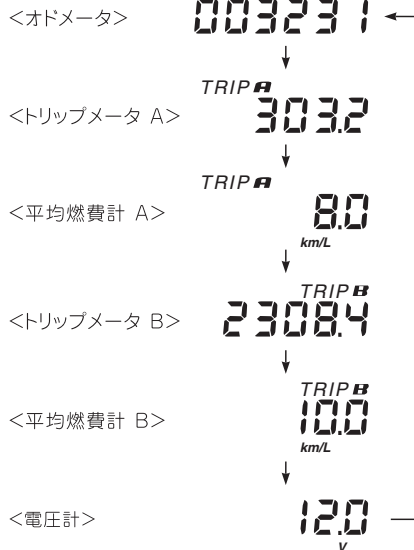 <オドメータ> 003231
TRIP A
<トリップメータ A> 303.2
TRIP A
<平均燃費計 A> 8.0
km/L
TRIP B
<トリップメータ B> 2308.4
TRIP B
<平均燃費計 B> 10.0
km/L
<電圧計> 12.0
V